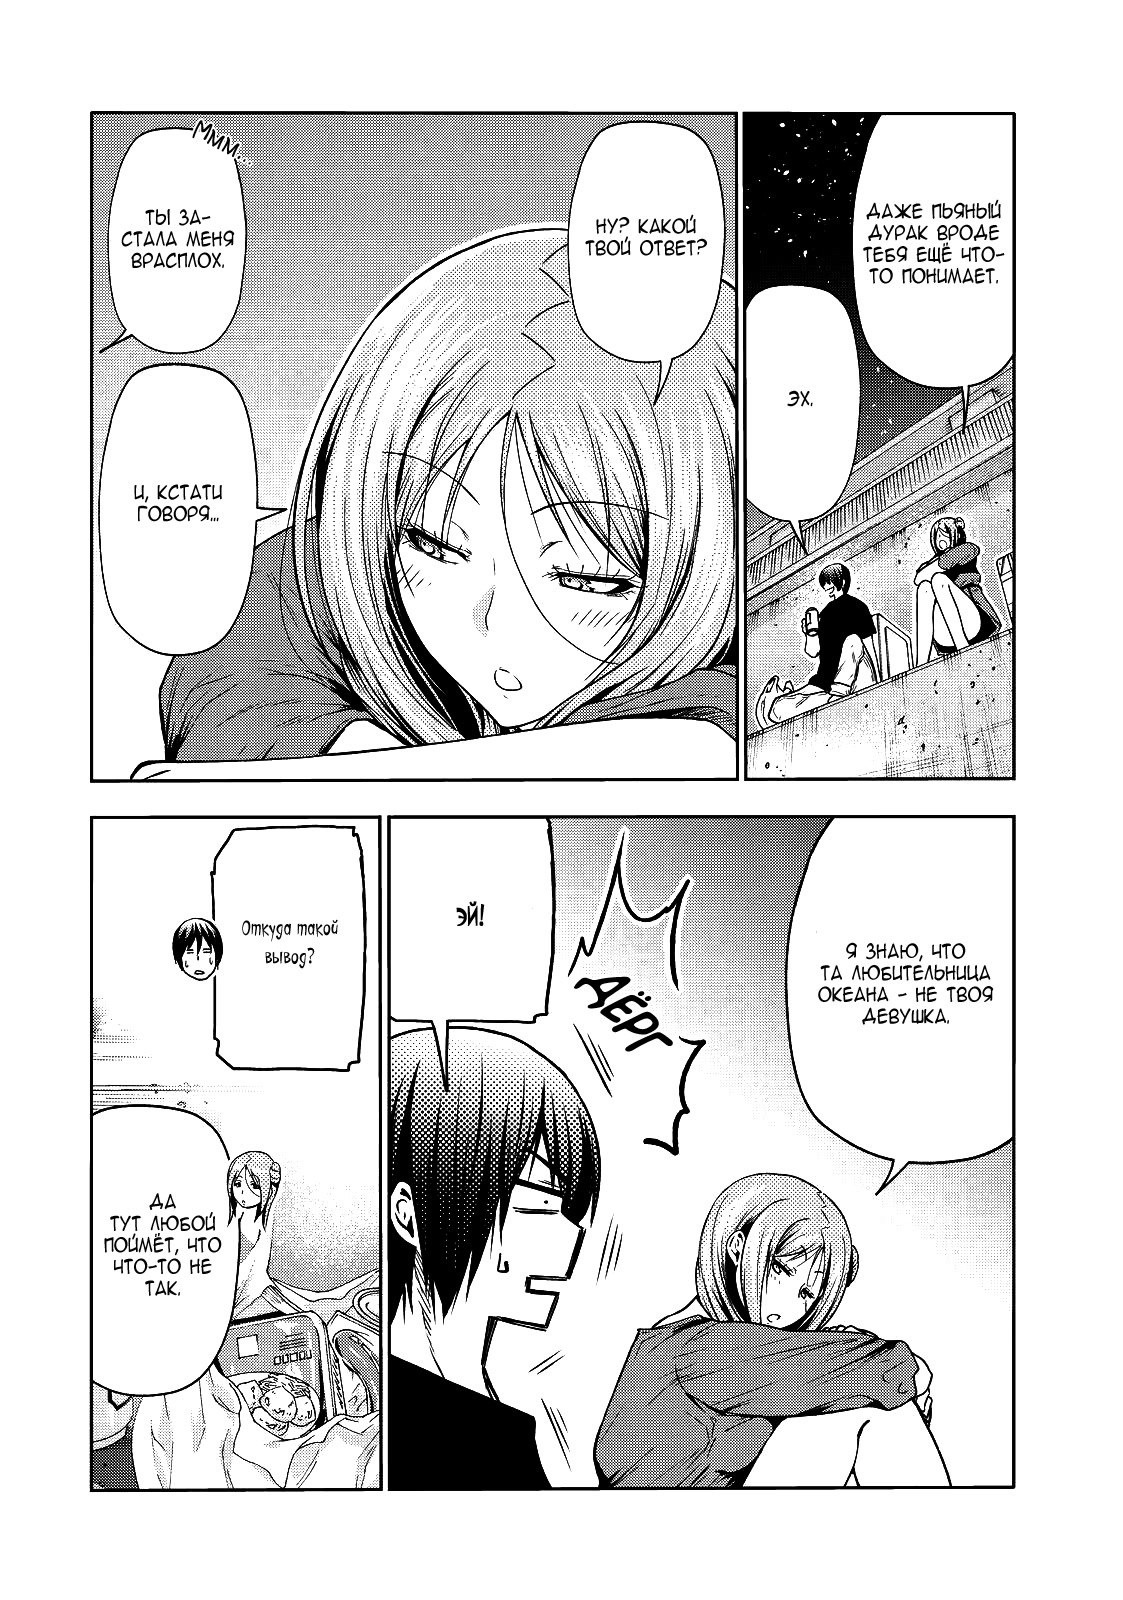 ДАЖЕ ПЬЯНЫЙ
ДУРАК ВРОДЕ
ТЕБЯ ЕЩЁ ЧТО-
ТО ПОНИМАЕТ.
ЭХ.
НУ? КАКОЙ
ТВОЙ ОТВЕТ?
МММ...
ТЫ ЗА-
СТАЛА МЕНЯ
ВРАСПЛОХ.
И, КСТАТИ
ГОВОРЯ...
Я ЗНАЮ, ЧТО
ТА ЛЮБИТЕЛЬНИЦА
ОКЕАНА - НЕ ТВОЯ
ДЕВУШКА.
ДЁРГ
ЭЙ!
Откуда такой
вывод?
ДА
ТУТ ЛЮБОЙ
ПОЙМЁТ, ЧТО
ЧТО-ТО НЕ
ТАК.